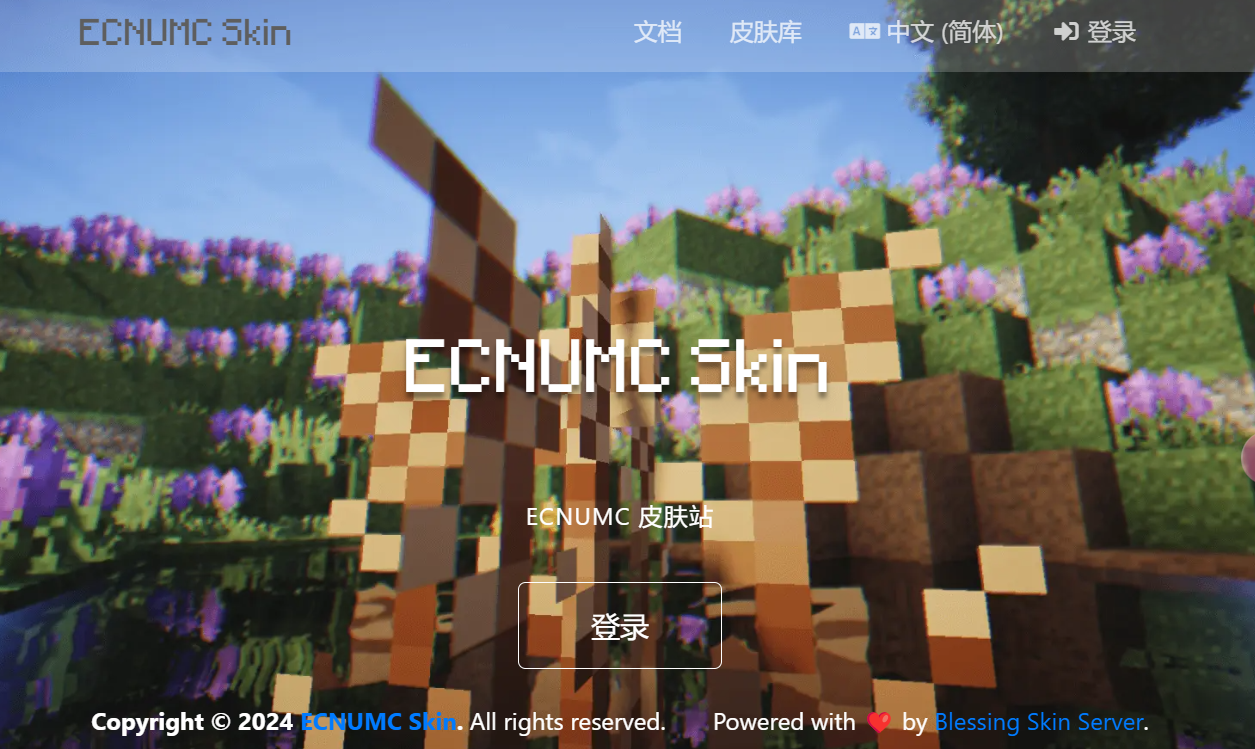 ECNUMC Skin 文档 皮肤库 中文 (简体) 登录
ECNUMC Skin
ECNUMC 皮肤站
登录
Copyright © 2024 ECNUMC Skin. All rights reserved. Powered with ❤️ by Blessing Skin Server.